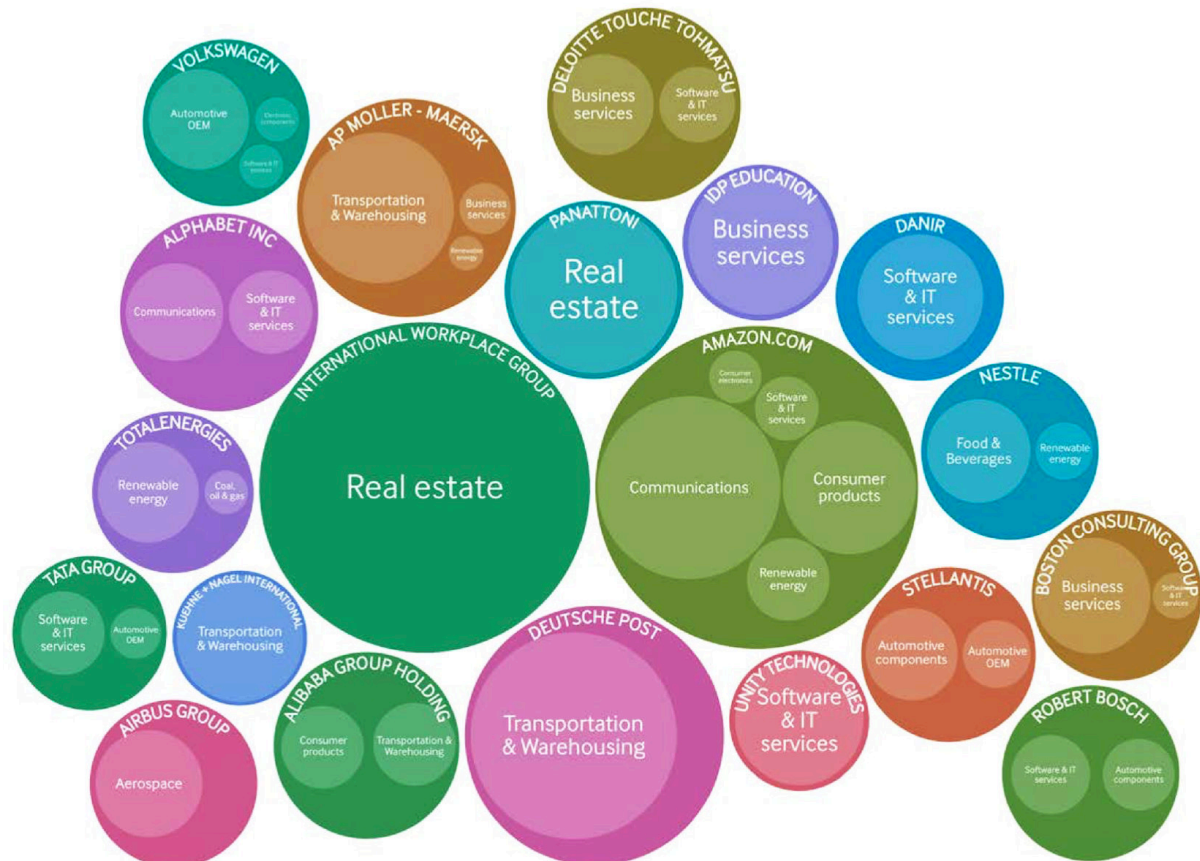 VOLKSWAGEN
Automotive
OEM
Electronic
components
Software & IT
services
AP MOLLER - MAERSK
Transportation
& Warehousing
Business
services
Renewable
energy
DELOITTE TOUCHE TOHMATSU
Business
services
Software
& IT
services
ALPHABET INC
Communications
Software
& IT
services
PANATTONI
Real
estate
IDP EDUCATION
Business
services
DANIR
Software
& IT
services
INTERNATIONAL WORKPLACE GROUP
Real estate
AMAZON.COM
Consumer
electronics
Software
& IT
services
Communications
Consumer
products
Renewable
energy
NESTLE
Food &
Beverages
Renewable
energy
TOTALENERGIES
Renewable
energy
Coal,
oil & gas
TATA GROUP
Software
& IT
services
Automotive
OEM
KUEHNE + NAGEL INTERNATIONAL
Transportation
& Warehousing
BOSTON CONSULTING GROUP
Business
services
Software
& IT
services
STELLANTIS
Automotive
components
Automotive
OEM
DEUTSCHE POST
Transportation
& Warehousing
UNITY TECHNOLOGIES
Software
& IT
services
ALIBABA GROUP HOLDING
Consumer
products
Transportation &
Warehousing
AIRBUS GROUP
Aerospace
ROBERT BOSCH
Software & IT
services
Automotive
components